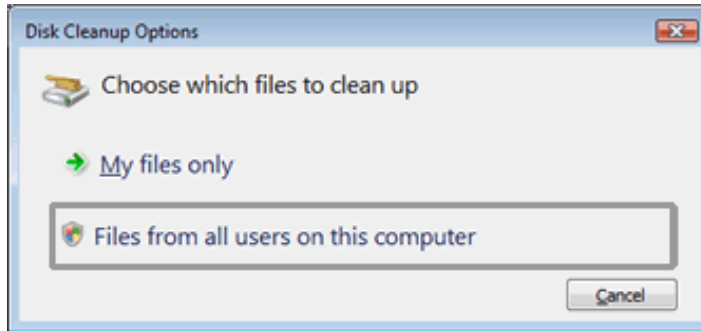 Disk Cleanup Options
Choose which files to clean up
My files only
Files from all users on this computer
Cancel